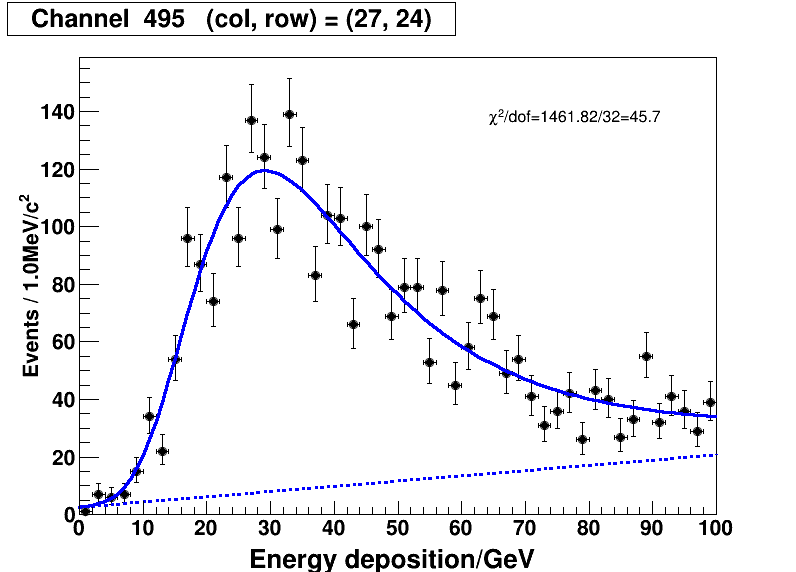 Channel 495 (col, row) = (27, 24)
χ²/dof=1461.82/32=45.7
Events / 1.0MeV/c²
140
120
100
80
60
40
20
0
0 10 20 30 40 50 60 70 80 90 100
Energy deposition/GeV